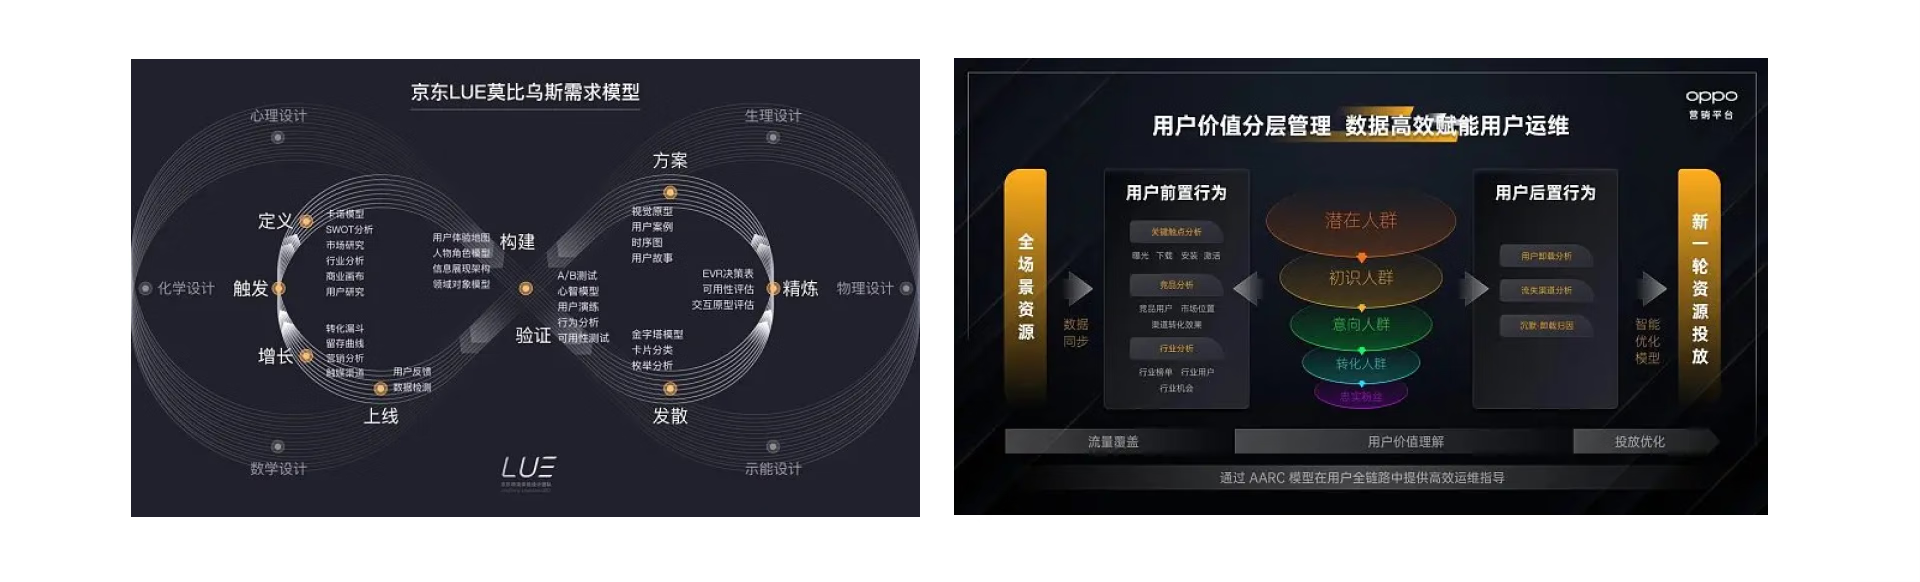 京东LUE莫比乌斯需求模型
心理设计
生理设计
方案
定义
卡诺模型
SWOT分析
市场研究
行业分析
商业画布
用户研究
用户体验地图
人物角色模型
信息展现架构
领域对象模型
构建
视觉原型
用户案例
时序图
用户故事
化学设计
触发
A/B测试
心智模型
用户演练
行为分析
可用性测试
EVR决策表
可用性评估
交互原型评估
精炼
物理设计
验证
增长
转化漏斗
留存曲线
营销分析
触媒渠道
用户反馈
数据检测
上线
金字塔模型
卡片分类
枚举分析
发散
数学设计
示能设计
LUE
oppo
营销平台
用户价值分层管理 数据高效赋能用户运维
全场景资源
数据
同步
用户前置行为
关键触点分析
曝光 下载 安装 激活
竞品分析
竞品用户 市场位置
渠道转化效果
行业分析
行业榜单 行业用户
行业机会
潜在人群
初识人群
意向人群
转化人群
忠实粉丝
用户后置行为
用户卸载分析
流失渠道分析
沉默·卸载归因
智能
优化
模型
新一轮资源投放
流量覆盖
用户价值理解
投放优化
通过 AARC 模型在用户全链路中提供高效运维指导